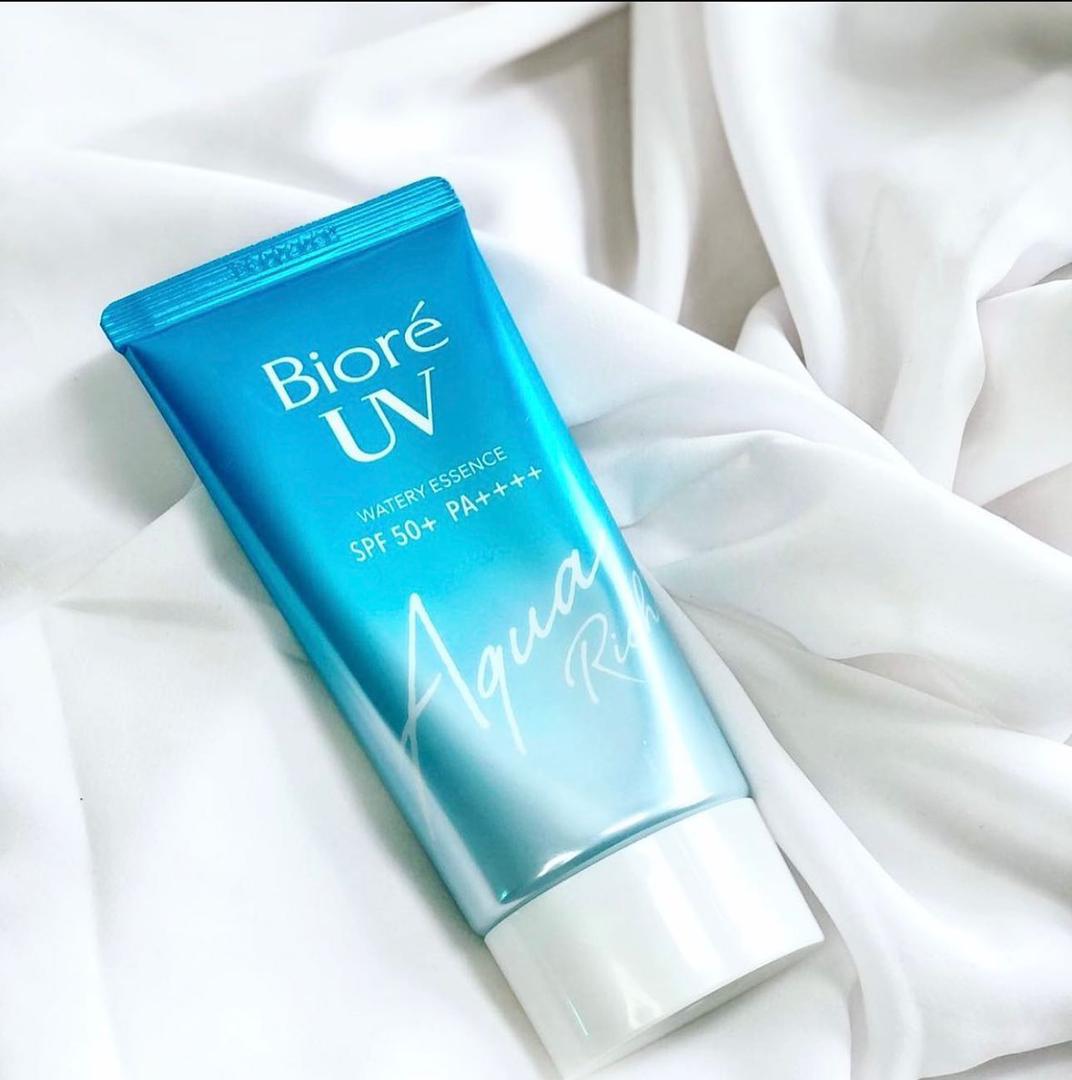 Bioré
UV
WATERY ESSENCE
SPF 50+ PA++++
Aqua
Rich